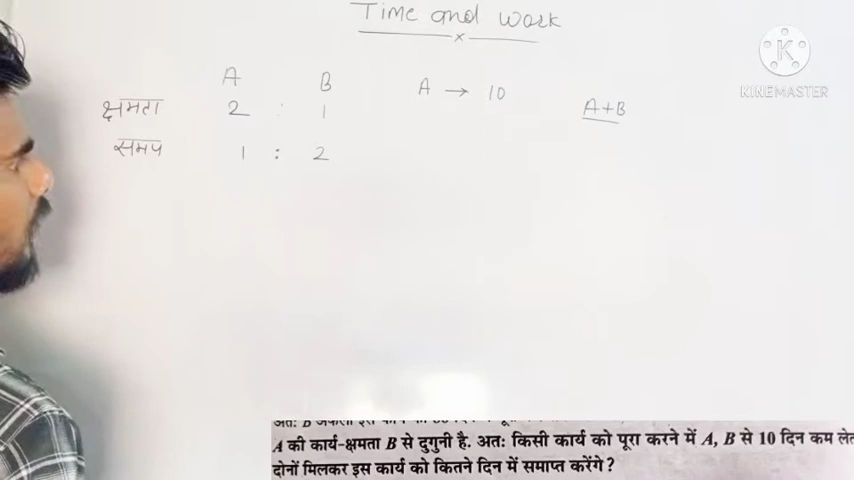 Time and work
A B A → 10
KINEMASTER
क्षमता 2 : 1 A+B
समय 1 : 2
A की कार्य-क्षमता B से दुगुनी है. अतः किसी कार्य को पूरा करने में A, B से 10 दिन कम लेत
दोनों मिलकर इस कार्य को कितने दिन में समाप्त करेंगे ?